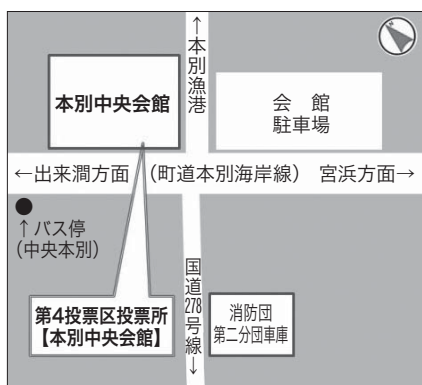 ↑本別漁港
本別中央会館
会館
駐車場
←出来澗方面 (町道本別海岸線) 宮浜方面→
↑バス停
(中央本別)
国道278号線↓
第4投票区投票所
【本別中央会館】
消防団
第二分団車庫